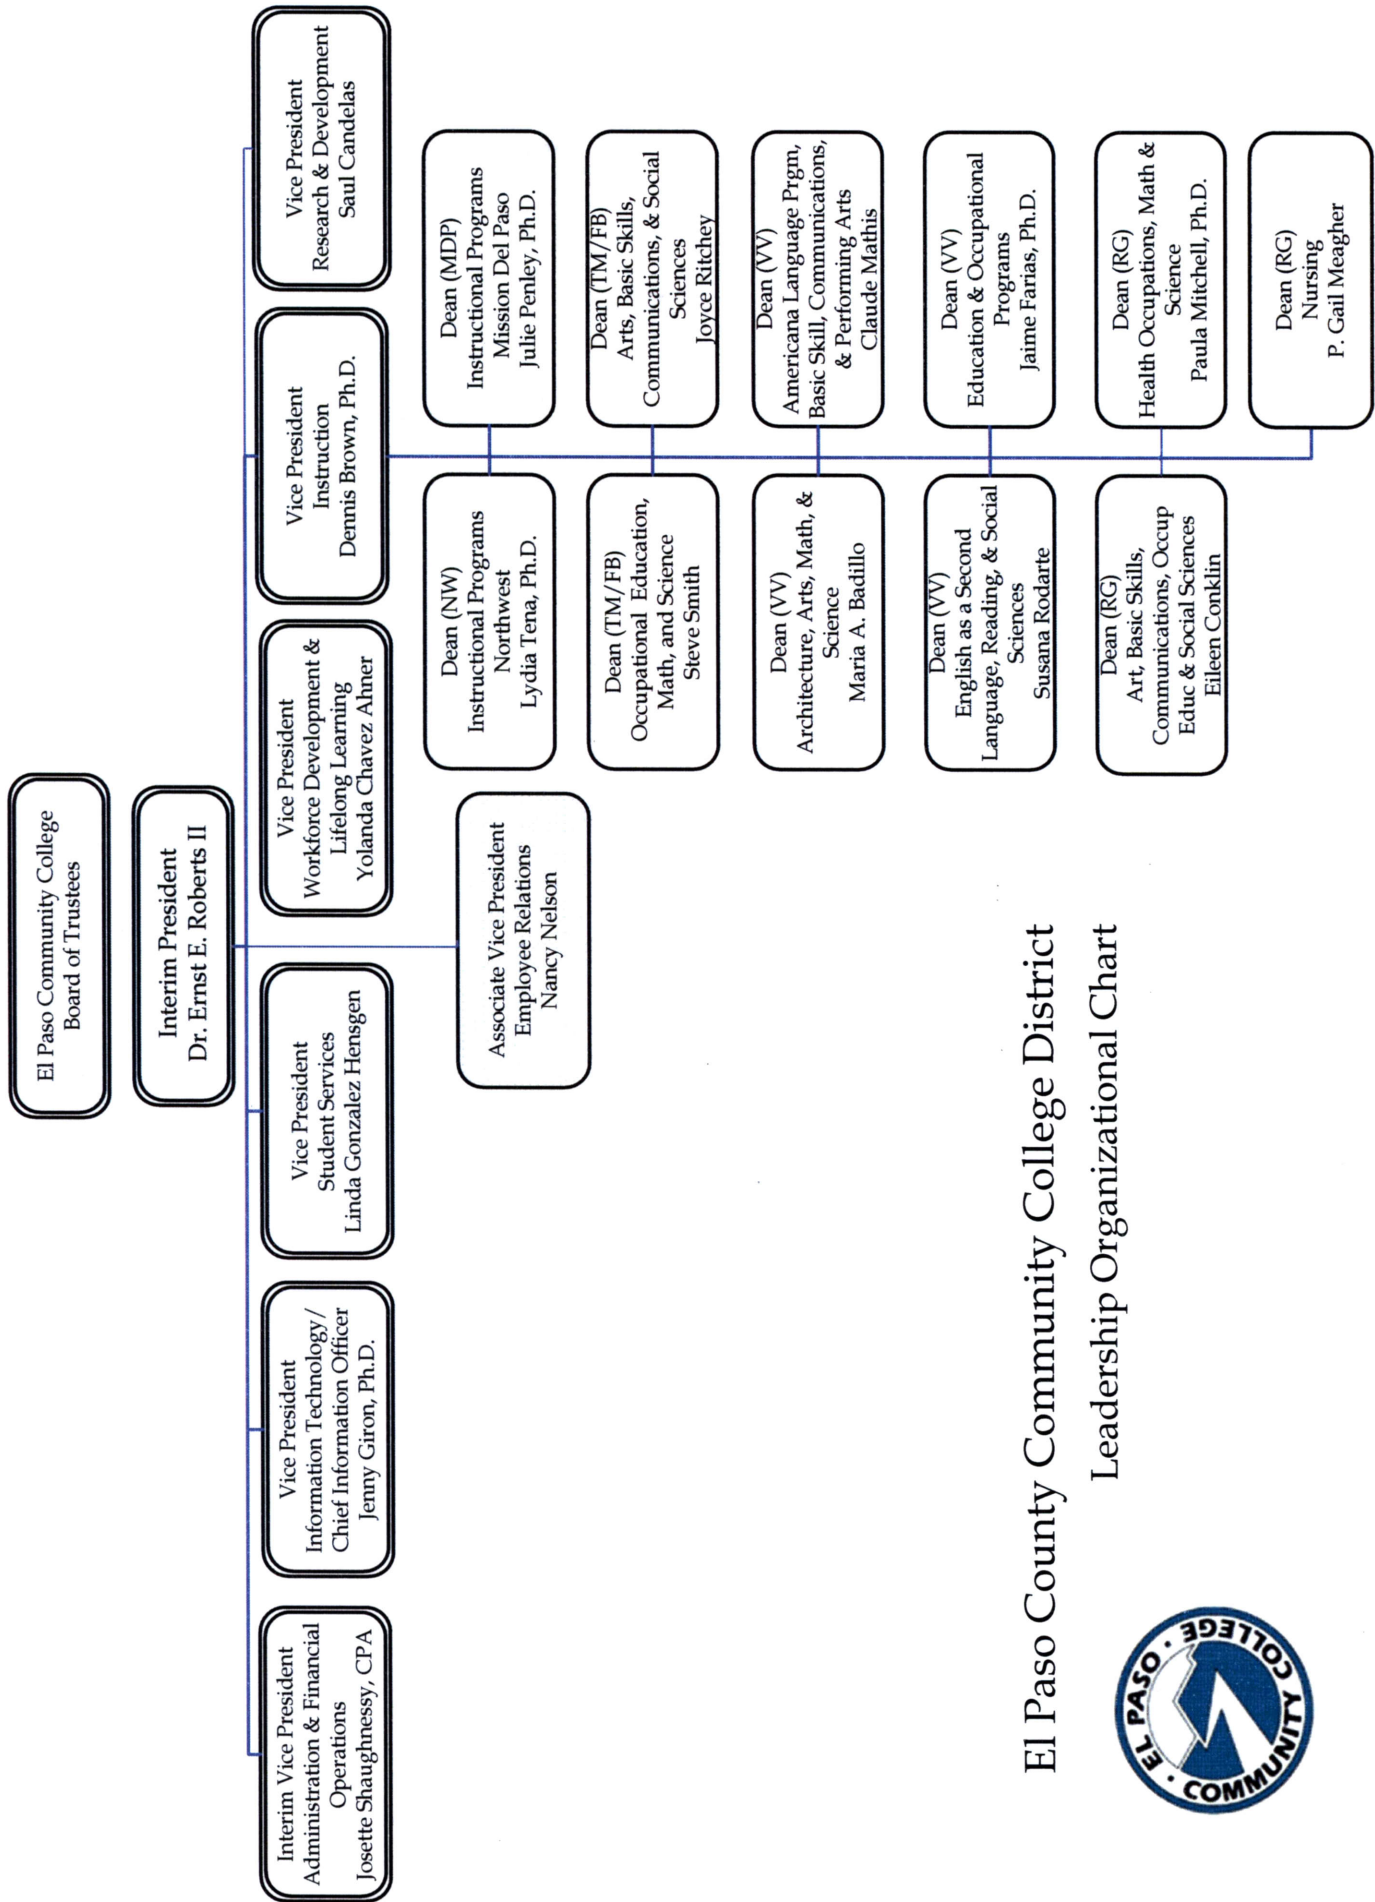 El Paso Community College
Board of Trustees
Interim President
Dr. Ernst E. Roberts II
Interim Vice President
Administration & Financial
Operations
Josette Shaughnessy, CPA
Vice President
Information Technology/
Chief Information Officer
Jenny Giron, Ph.D.
Vice President
Student Services
Linda Gonzalez Hensgen
Vice President
Workforce Development &
Lifelong Learning
Yolanda Chavez Ahner
Vice President
Instruction
Dennis Brown, Ph.D.
Vice President
Research & Development
Saul Candelas
Associate Vice President
Employee Relations
Nancy Nelson
Dean (NW)
Instructional Programs
Northwest
Lydia Tena, Ph.D.
Dean (MDP)
Instructional Programs
Mission Del Paso
Julie Penley, Ph.D.
Dean (TM/FB)
Occupational Education,
Math, and Science
Steve Smith
Dean (TM/FB)
Arts, Basic Skills,
Communications, & Social
Sciences
Joyce Ritchey
Dean (VV)
Architecture, Arts, Math, &
Science
Maria A. Badillo
Dean (VV)
Americana Language Prgm,
Basic Skill, Communications,
& Performing Arts
Claude Mathis
Dean (VV)
English as a Second
Language, Reading, & Social
Sciences
Susana Rodarte
Dean (VV)
Education & Occupational
Programs
Jaime Farias, Ph.D.
Dean (RG)
Art, Basic Skills,
Communications, Occup
Educ & Social Sciences
Eileen Conklin
Dean (RG)
Health Occupations, Math &
Science
Paula Mitchell, Ph.D.
Dean (RG)
Nursing
P. Gail Meagher
El Paso County Community College District
Leadership Organizational Chart
· EL PASO · COMMUNITY COLLEGE